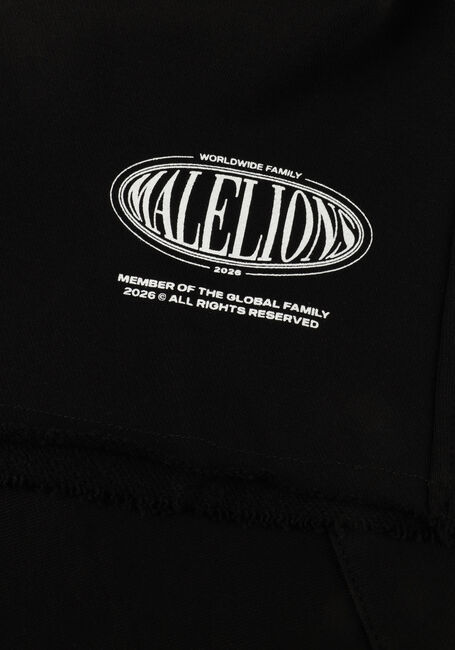 WORLDWIDE FAMILY
MALELIONS
2026
MEMBER OF THE GLOBAL FAMILY
2026 © ALL RIGHTS RESERVED